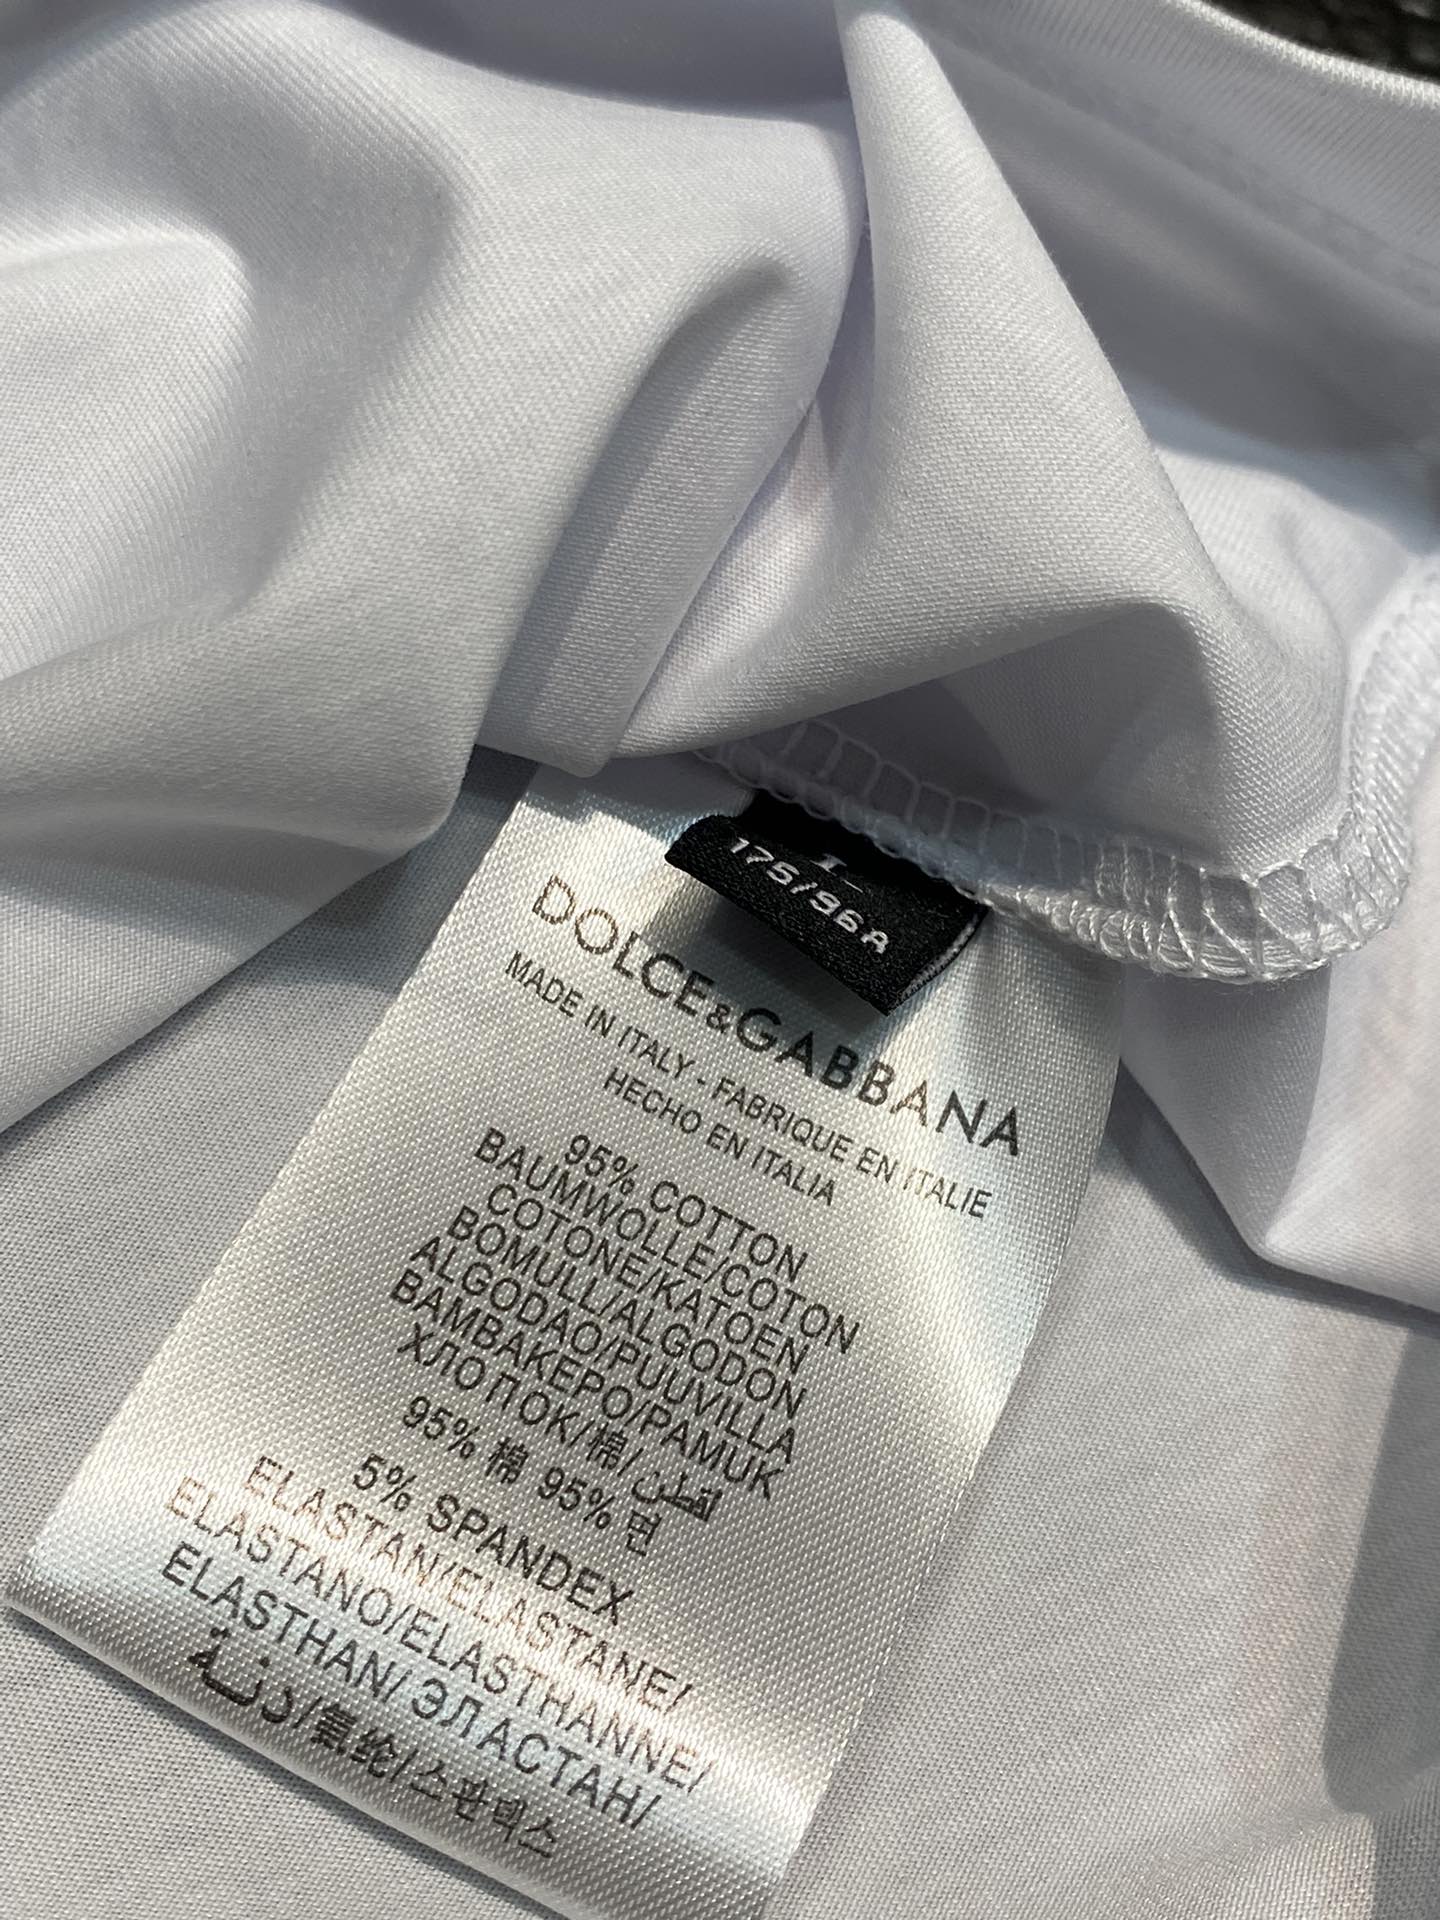 L
175/96A
DOLCE&GABBANA
MADE IN ITALY - FABRIQUE EN ITALIE
HECHO EN ITALIA
95% COTTON
BAUMWOLLE/COTON
COTONE/KATOEN
BOMULL/ALGODON
ALGODAO/PUUVILLA
BAMBAKEPO/PAMUK
ХЛОПОК/棉/قطن
95% 棉 95% 면
5% SPANDEX
ELASTAN/ELASTANE/
ELASTANO/ELASTHANNE/
ELASTHAN/ ЭЛАСТАН/
/氨纶/스판덱스